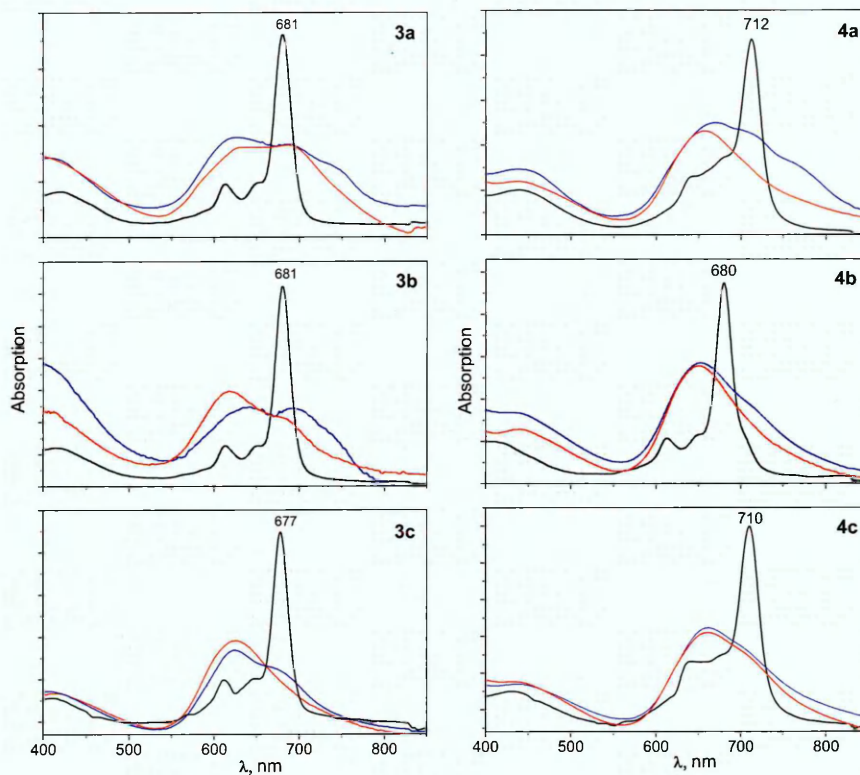 681
3a
712
4a
681
3b
680
4b
Absorption
Absorption
677
3c
710
4c
400 500 600 700 800
400 500 600 700 800
λ, nm
λ, nm